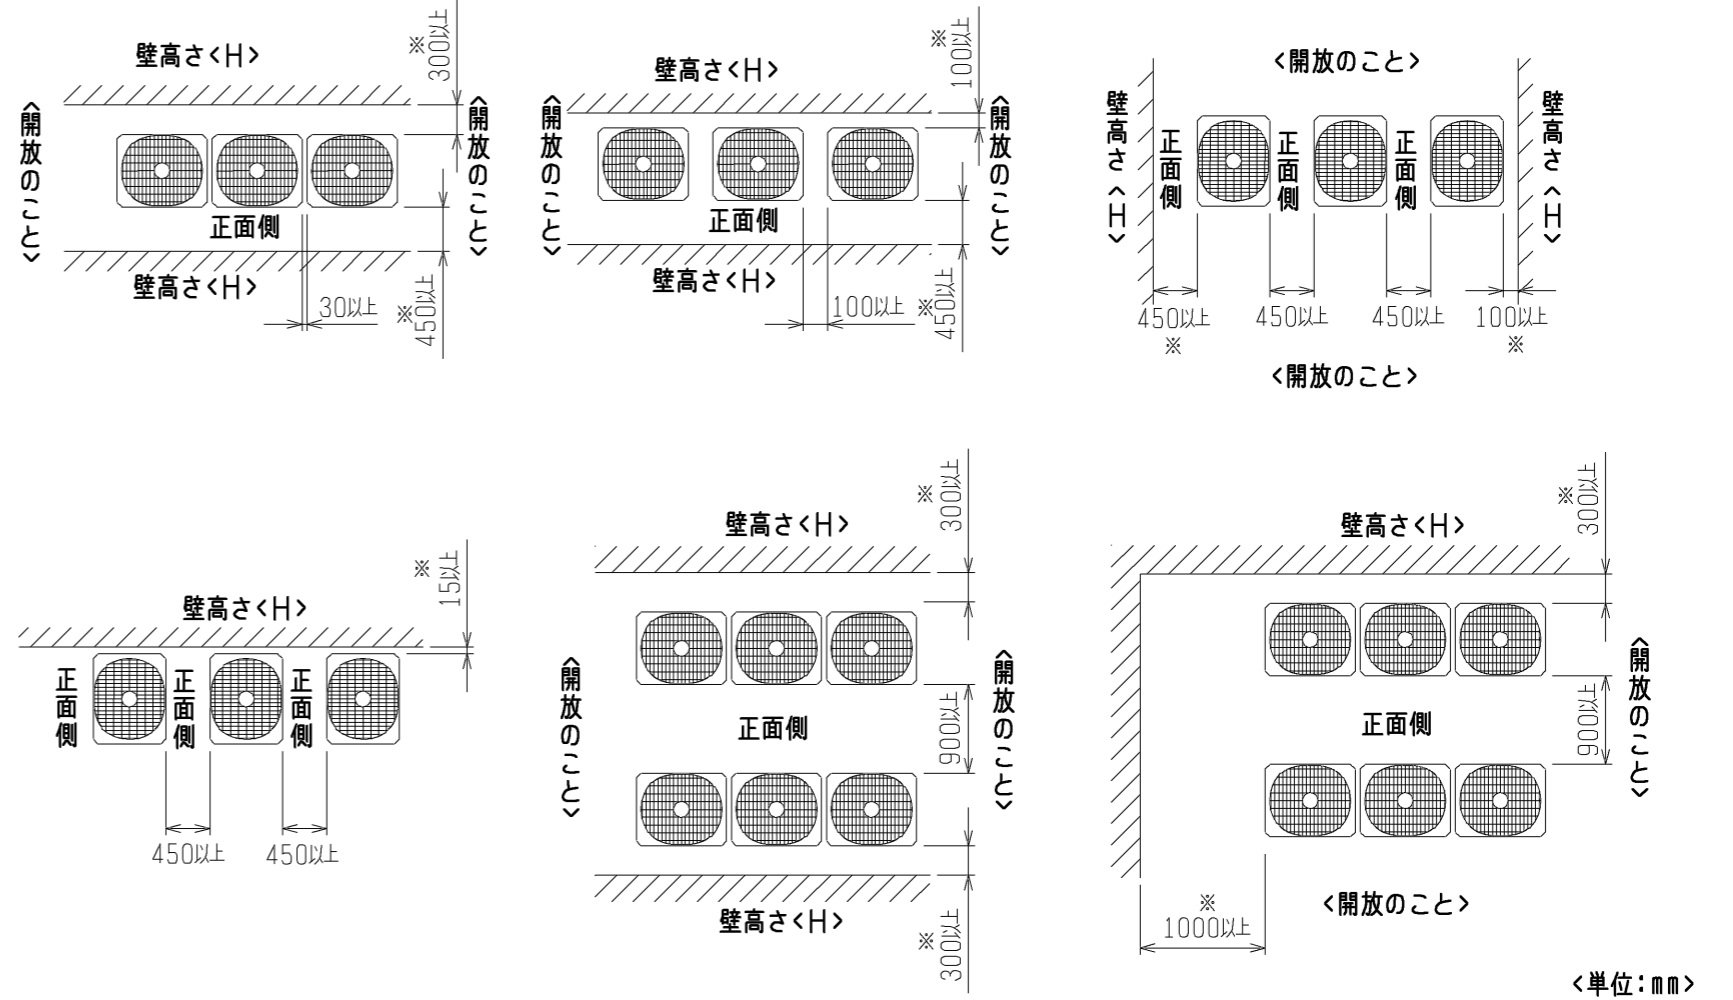 壁高さ<H>
※
300以上
<開放のこと>
<開放のこと>
正面側
壁高さ<H>
30以上
※
450以上
壁高さ<H>
※
100以上
<開放のこと>
<開放のこと>
正面側
壁高さ<H>
100以上
※
450以上
<開放のこと>
壁高さ<H>
正面側
正面側
正面側
壁高さ<H>
450以上
※
450以上
450以上
100以上
※
<開放のこと>
壁高さ<H>
※
15以上
正面側
正面側
正面側
450以上
450以上
壁高さ<H>
※
300以上
<開放のこと>
正面側
900以上
<開放のこと>
壁高さ<H>
※
300以上
壁高さ<H>
※
300以上
正面側
900以上
<開放のこと>
※
1000以上
<開放のこと>
<単位:mm>